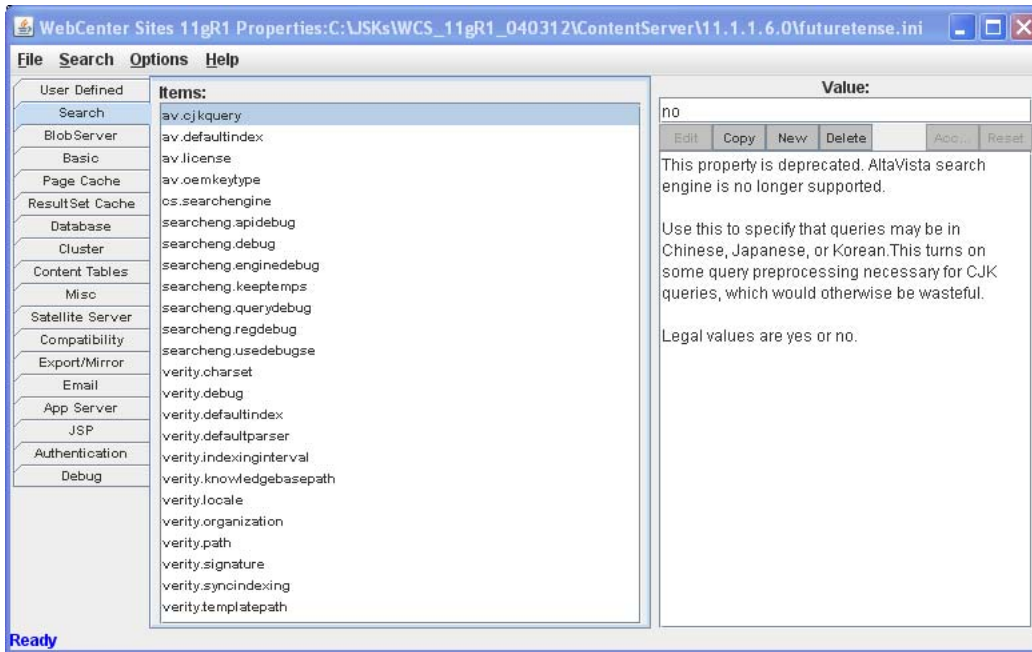 WebCenter Sites 11gR1 Properties:C:\JSKs\WCS_11gR1_040312\ContentServer\11.1.1.6.0\futuretense.ini
File Search Options Help
User Defined
Search
BlobServer
Basic
Page Cache
ResultSet Cache
Database
Cluster
Content Tables
Misc
Satellite Server
Compatibility
Export/Mirror
Email
App Server
JSP
Authentication
Debug
Items:
av.cjkquery
av.defaultindex
av.license
av.oemkeytype
cs.searchengine
searcheng.apidebug
searcheng.debug
searcheng.enginedebug
searcheng.keeptemps
searcheng.querydebug
searcheng.regdebug
searcheng.usedebugse
verity.charset
verity.debug
verity.defaultindex
verity.defaultparser
verity.indexinginterval
verity.knowledgebasepath
verity.locale
verity.organization
verity.path
verity.signature
verity.syncindexing
verity.templatepath
Value:
no
Edit Copy New Delete Acc... Reset
This property is deprecated. AltaVista search
engine is no longer supported.
Use this to specify that queries may be in
Chinese, Japanese, or Korean.This turns on
some query preprocessing necessary for CJK
queries, which would otherwise be wasteful.
Legal values are yes or no.
Ready